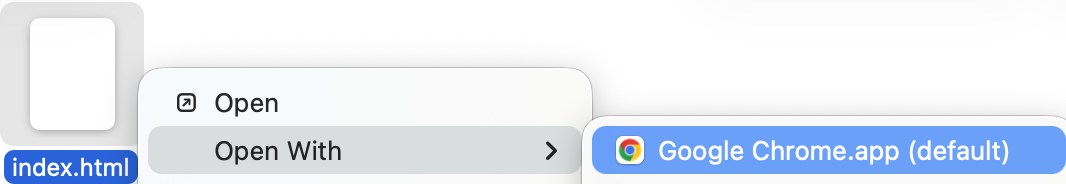 Open
Open With
Google Chrome.app (default)
index.html